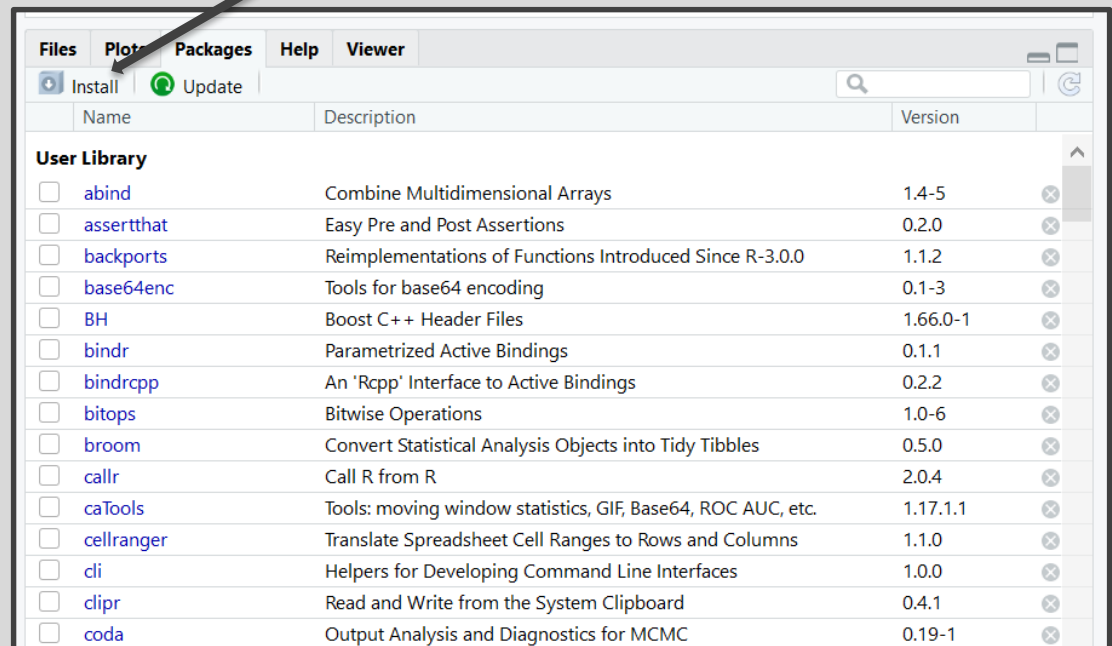 Files Plots Packages Help Viewer
Install Update
Name Description Version
User Library
abind Combine Multidimensional Arrays 1.4-5
assertthat Easy Pre and Post Assertions 0.2.0
backports Reimplementations of Functions Introduced Since R-3.0.0 1.1.2
base64enc Tools for base64 encoding 0.1-3
BH Boost C++ Header Files 1.66.0-1
bindr Parametrized Active Bindings 0.1.1
bindrcpp An 'Rcpp' Interface to Active Bindings 0.2.2
bitops Bitwise Operations 1.0-6
broom Convert Statistical Analysis Objects into Tidy Tibbles 0.5.0
callr Call R from R 2.0.4
caTools Tools: moving window statistics, GIF, Base64, ROC AUC, etc. 1.17.1.1
cellranger Translate Spreadsheet Cell Ranges to Rows and Columns 1.1.0
cli Helpers for Developing Command Line Interfaces 1.0.0
clipr Read and Write from the System Clipboard 0.4.1
coda Output Analysis and Diagnostics for MCMC 0.19-1